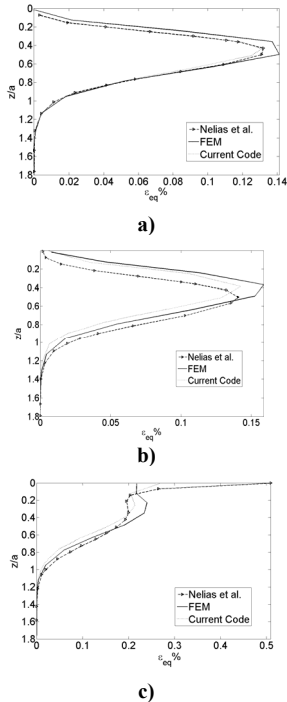 0
0.2
0.4
0.6
0.8
1
1.2
1.4
1.6
1.8
z/a
0 0.02 0.04 0.06 0.08 0.1 0.12 0.14
εeq%
Nelias et al.
FEM
Current Code
a)
0.2
0.4
0.6
0.8
1
1.2
1.4
1.6
1.8
z/a
0 0.05 0.1 0.15
εeq%
Nelias et al.
FEM
Current Code
b)
0
0.2
0.4
0.6
0.8
1
1.2
1.4
1.6
1.8
z/a
0 0.1 0.2 0.3 0.4 0.5
εeq%
Nelias et al.
FEM
Current Code
c)